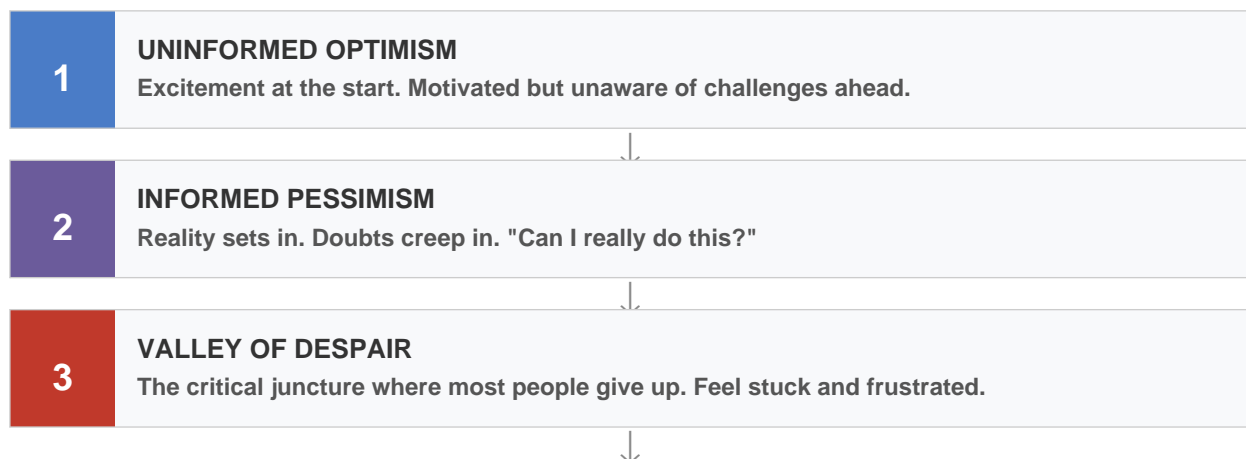 1
UNINFORMED OPTIMISM
Excitement at the start. Motivated but unaware of challenges ahead.
2
INFORMED PESSIMISM
Reality sets in. Doubts creep in. "Can I really do this?"
3
VALLEY OF DESPAIR
The critical juncture where most people give up. Feel stuck and frustrated.